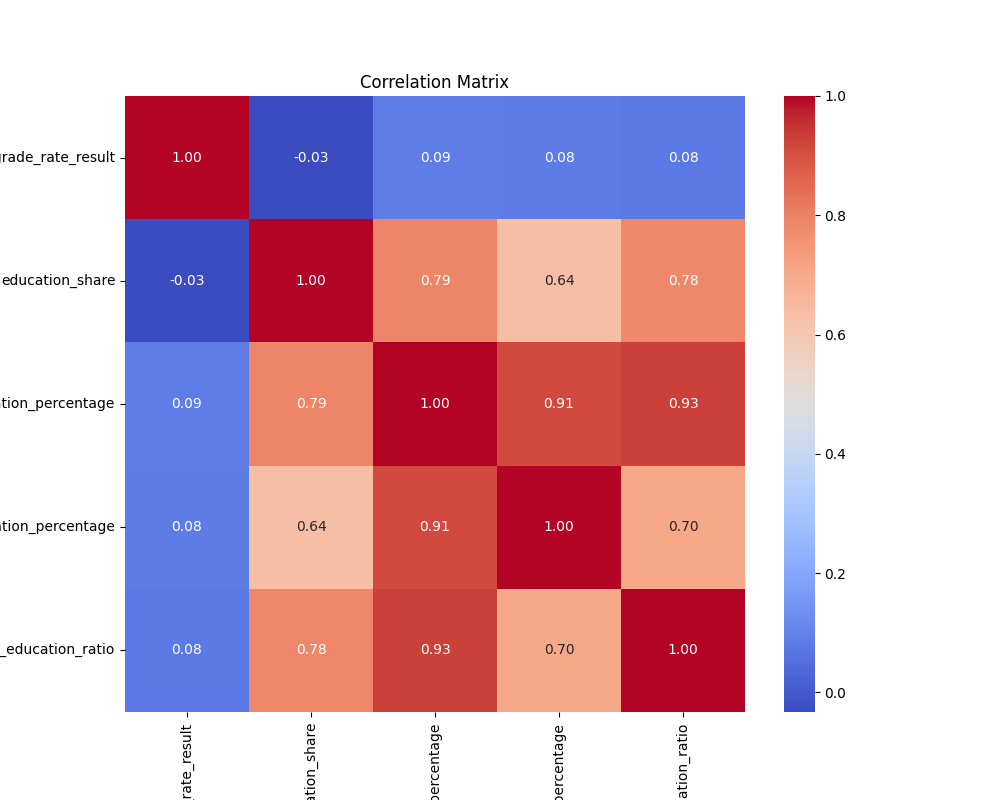 Correlation Matrix
grade_rate_result 1.00 -0.03 0.09 0.08 0.08
education_share -0.03 1.00 0.79 0.64 0.78
tion_percentage 0.09 0.79 1.00 0.91 0.93
tion_percentage 0.08 0.64 0.91 1.00 0.70
_education_ratio 0.08 0.78 0.93 0.70 1.00
rate_result
ation_share
percentage
percentage
ation_ratio
1.0
0.8
0.6
0.4
0.2
0.0